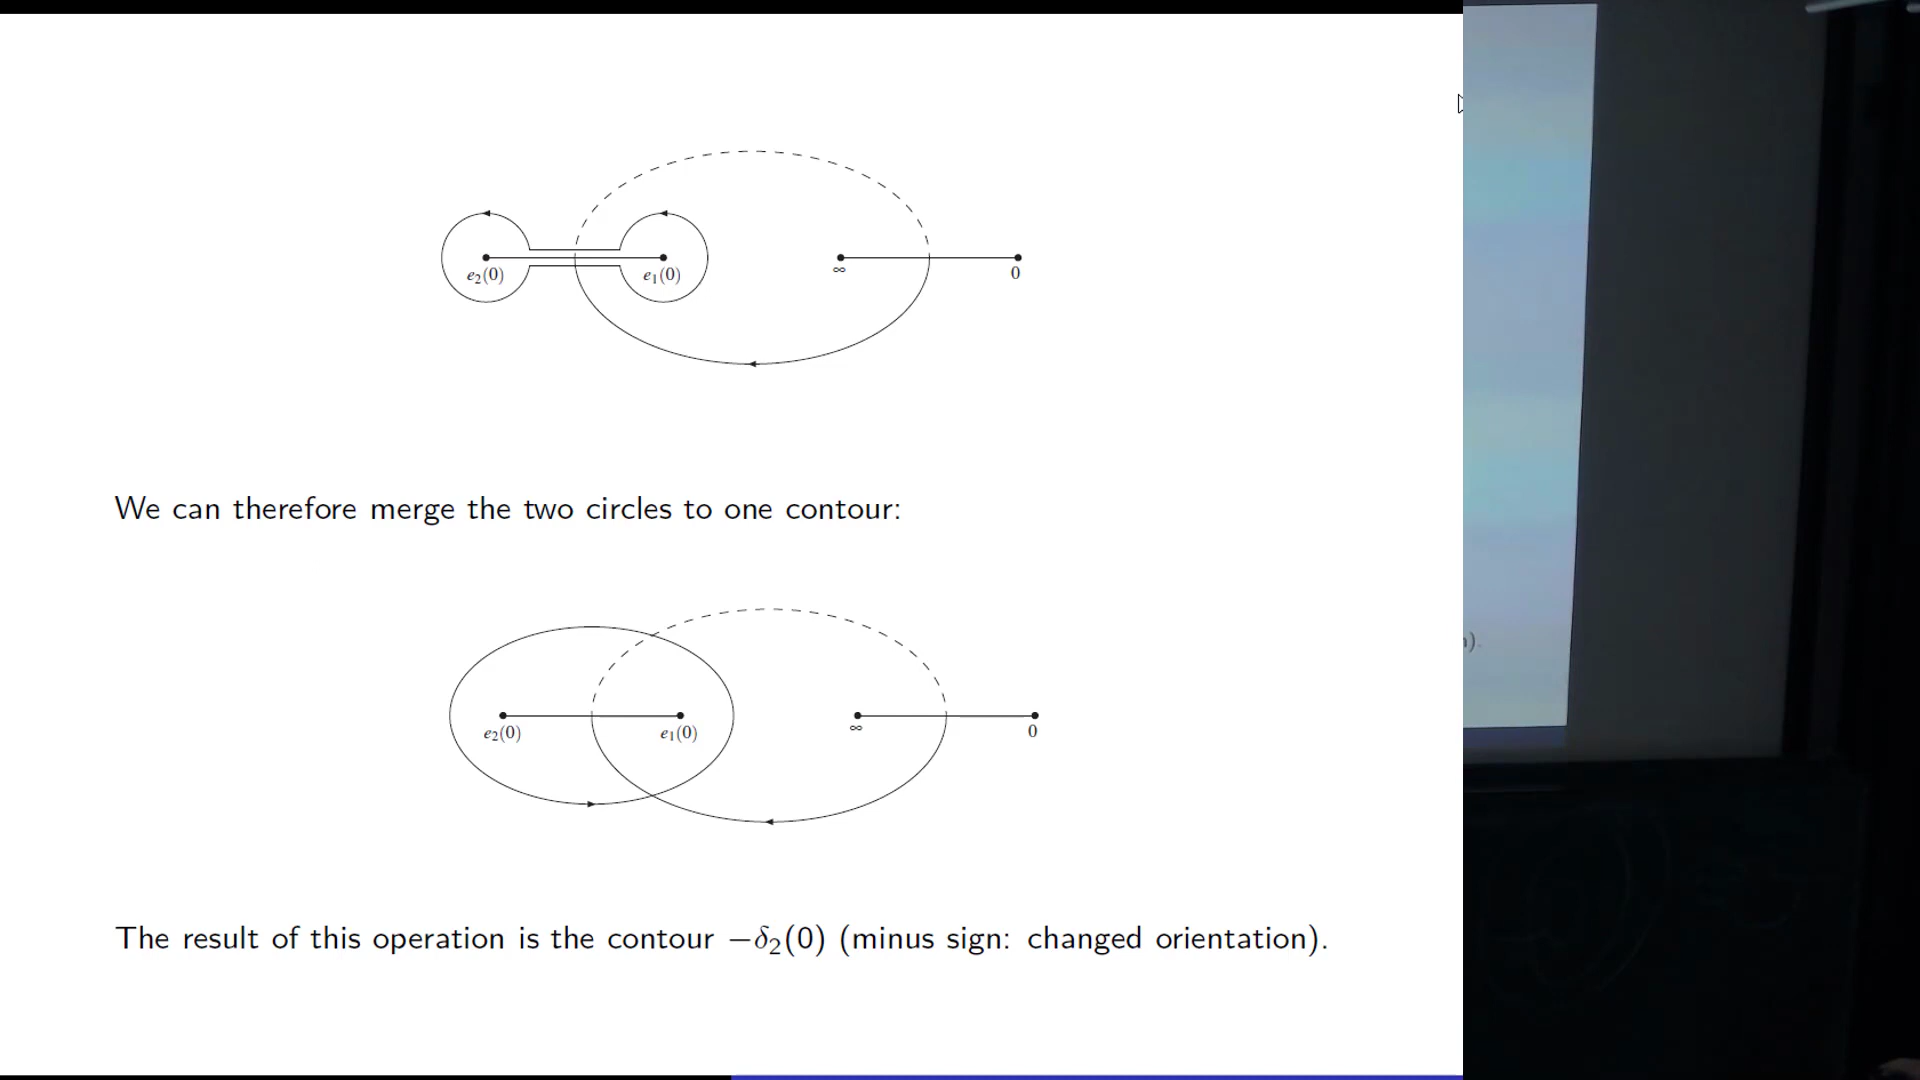 e₂(0) e₁(0) ∞ 0
We can therefore merge the two circles to one contour:
e₂(0) e₁(0) ∞ 0
n).
The result of this operation is the contour −δ₂(0) (minus sign: changed orientation).